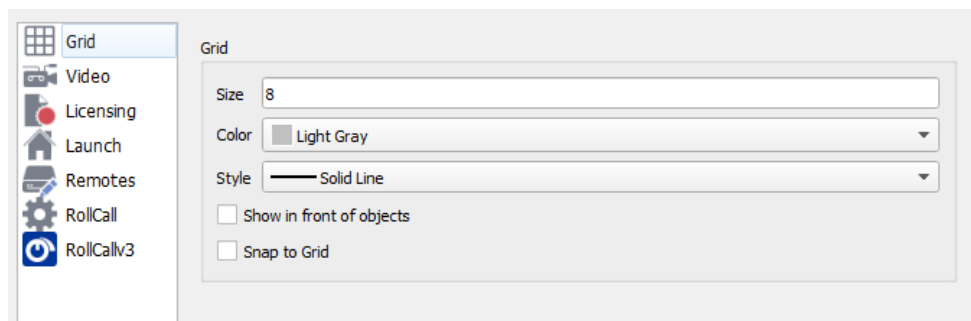 Grid
Video
Licensing
Launch
Remotes
RollCall
RollCallv3
Grid
Size 8
Color Light Gray
Style Solid Line
Show in front of objects
Snap to Grid